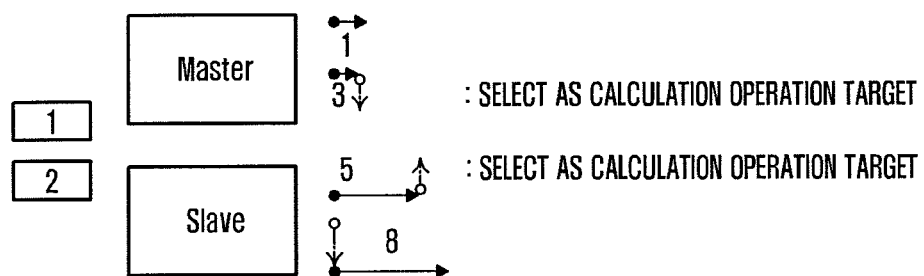 Master
1
3
: SELECT AS CALCULATION OPERATION TARGET
1
2
5
: SELECT AS CALCULATION OPERATION TARGET
Slave
8